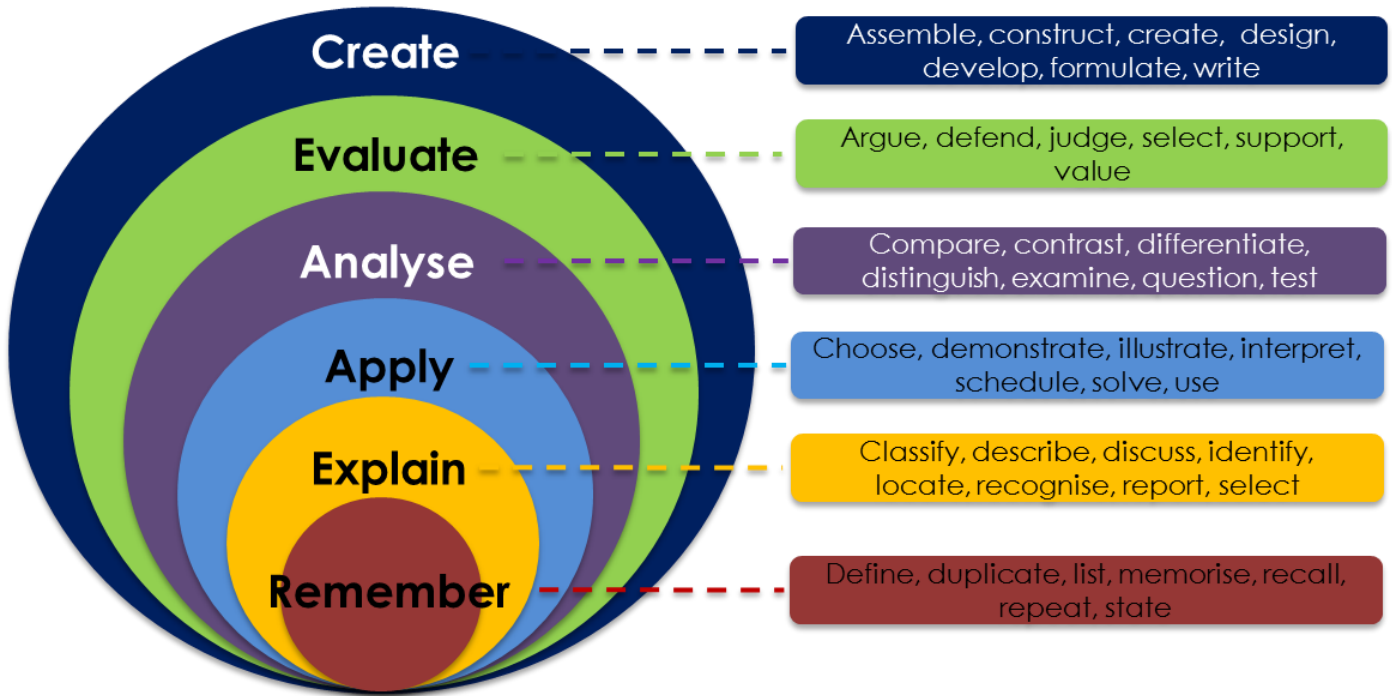 Create
Assemble, construct, create, design,
develop, formulate, write
Evaluate
Argue, defend, judge, select, support,
value
Analyse
Compare, contrast, differentiate,
distinguish, examine, question, test
Apply
Choose, demonstrate, illustrate, interpret,
schedule, solve, use
Explain
Classify, describe, discuss, identify,
locate, recognise, report, select
Remember
Define, duplicate, list, memorise, recall,
repeat, state